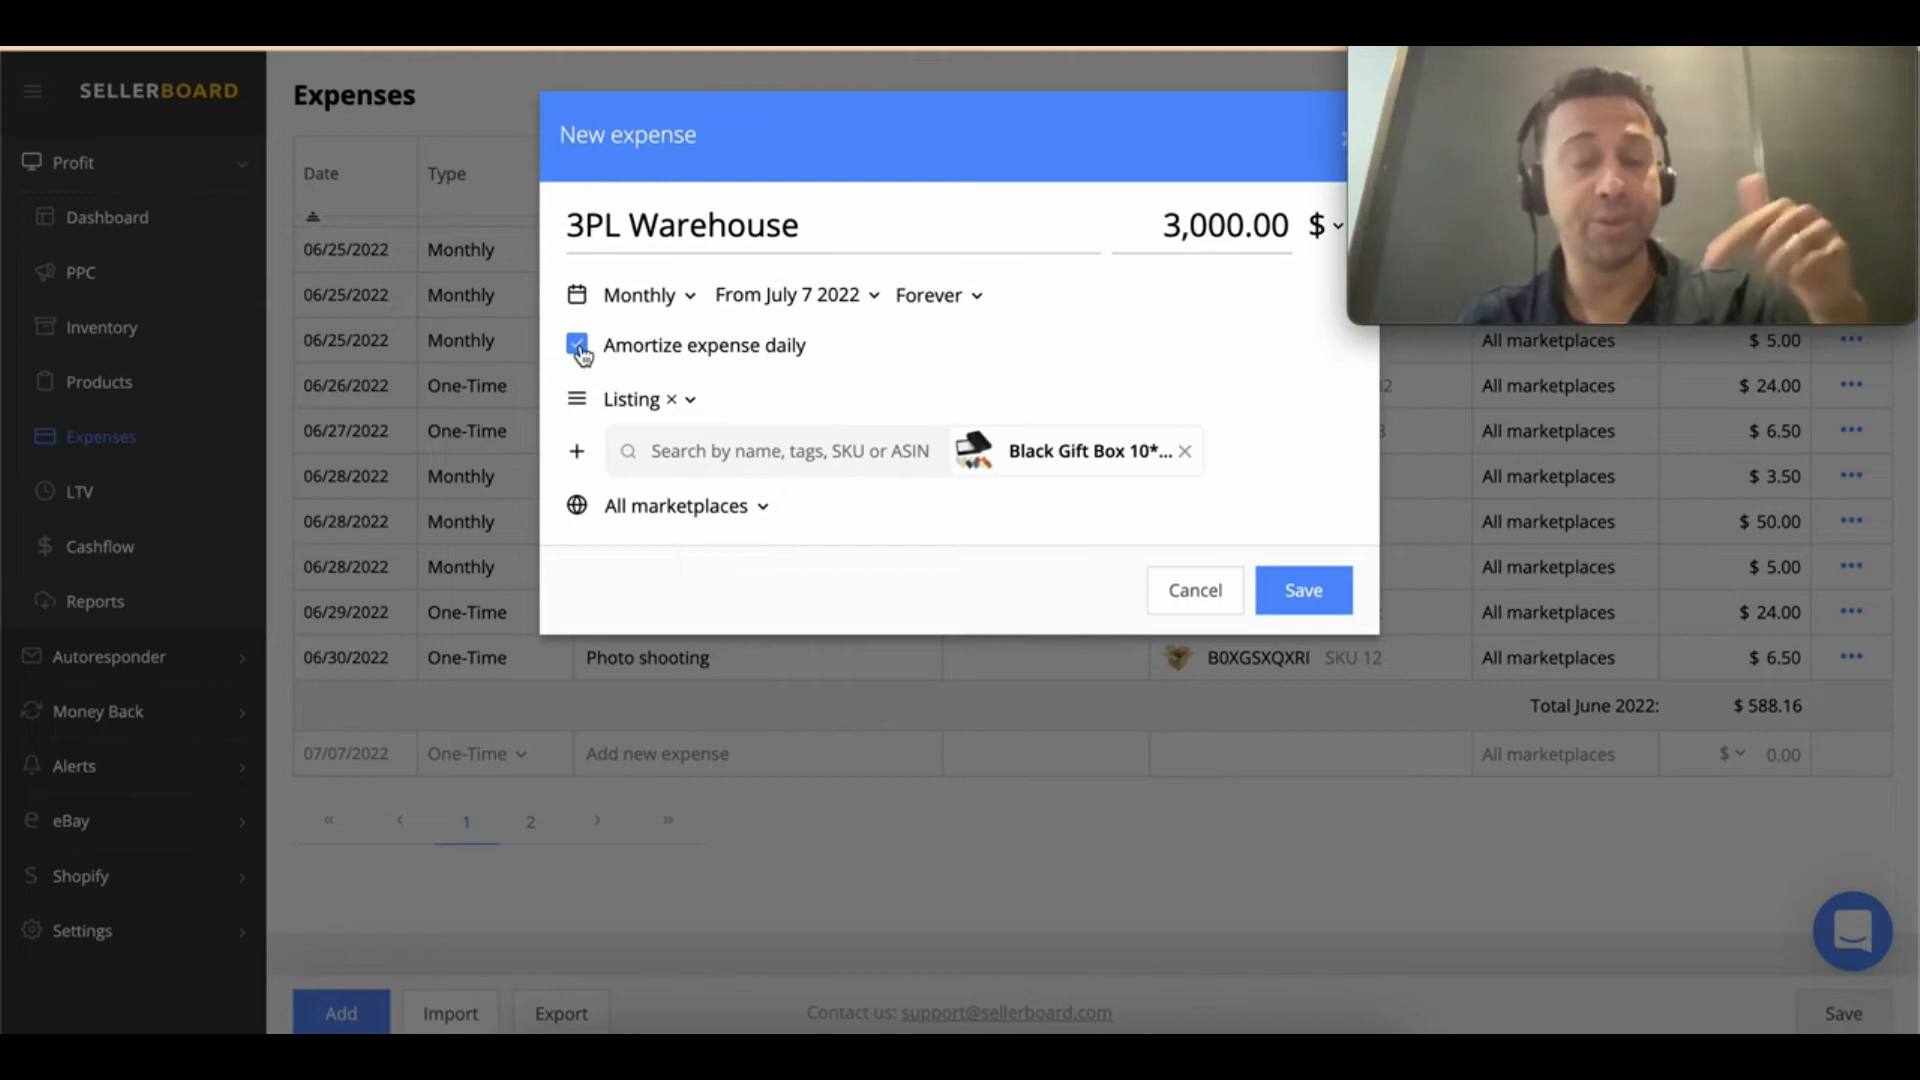 SELLERBOARD
Profit
Dashboard
PPC
Inventory
Products
Expenses
LTV
Cashflow
Reports
Autoresponder
Money Back
Alerts
eBay
Shopify
Settings
Expenses
Date Type
06/25/2022 Monthly
06/25/2022 Monthly
06/25/2022 Monthly All marketplaces $ 5.00
06/26/2022 One-Time All marketplaces $ 24.00
06/27/2022 One-Time All marketplaces $ 6.50
06/28/2022 Monthly All marketplaces $ 3.50
06/28/2022 Monthly All marketplaces $ 50.00
06/28/2022 Monthly All marketplaces $ 5.00
06/29/2022 One-Time All marketplaces $ 24.00
06/30/2022 One-Time Photo shooting B0XGSXQXRI SKU 12 All marketplaces $ 6.50
Total June 2022: $ 588.16
07/07/2022 One-Time Add new expense All marketplaces $ 0.00
« ‹ 1 2 › »
New expense
3PL Warehouse 3,000.00 $
Monthly From July 7 2022 Forever
Amortize expense daily
Listing ×
+ Search by name, tags, SKU or ASIN Black Gift Box 10*... ×
All marketplaces
Cancel Save
Add Import Export Contact us: support@sellerboard.com Save